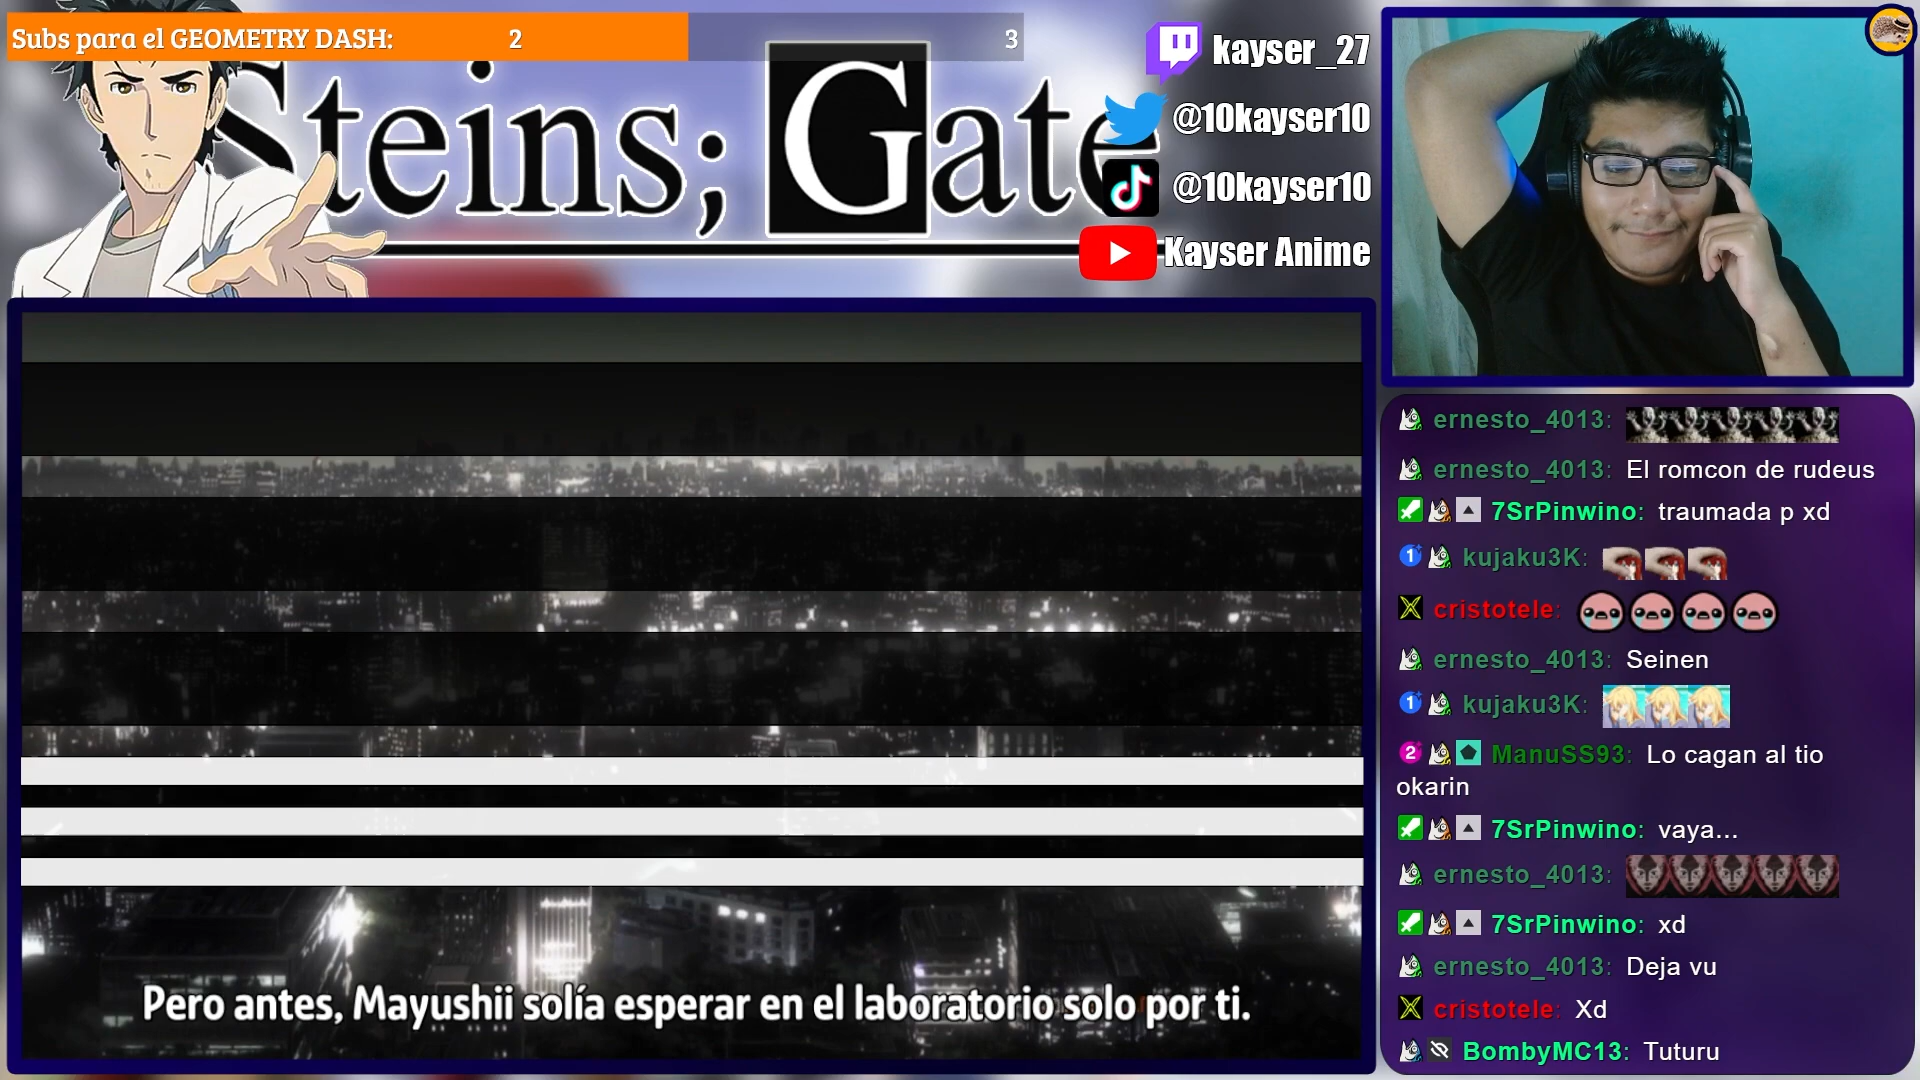 Subs para el GEOMETRY DASH: 2 3
Steins; Gate
kayser_27
@10kayser10
@10kayser10
Kayser Anime
Pero antes, Mayushii solía esperar en el laboratorio solo por ti.
ernesto_4013:
ernesto_4013: El romcon de rudeus
7SrPinwino: traumada p xd
1 kujaku3K:
cristotele:
ernesto_4013: Seinen
1 kujaku3K:
2 ManuSS93: Lo cagan al tio
okarin
7SrPinwino: vaya...
ernesto_4013:
7SrPinwino: xd
ernesto_4013: Deja vu
cristotele: Xd
BombyMC13: Tuturu